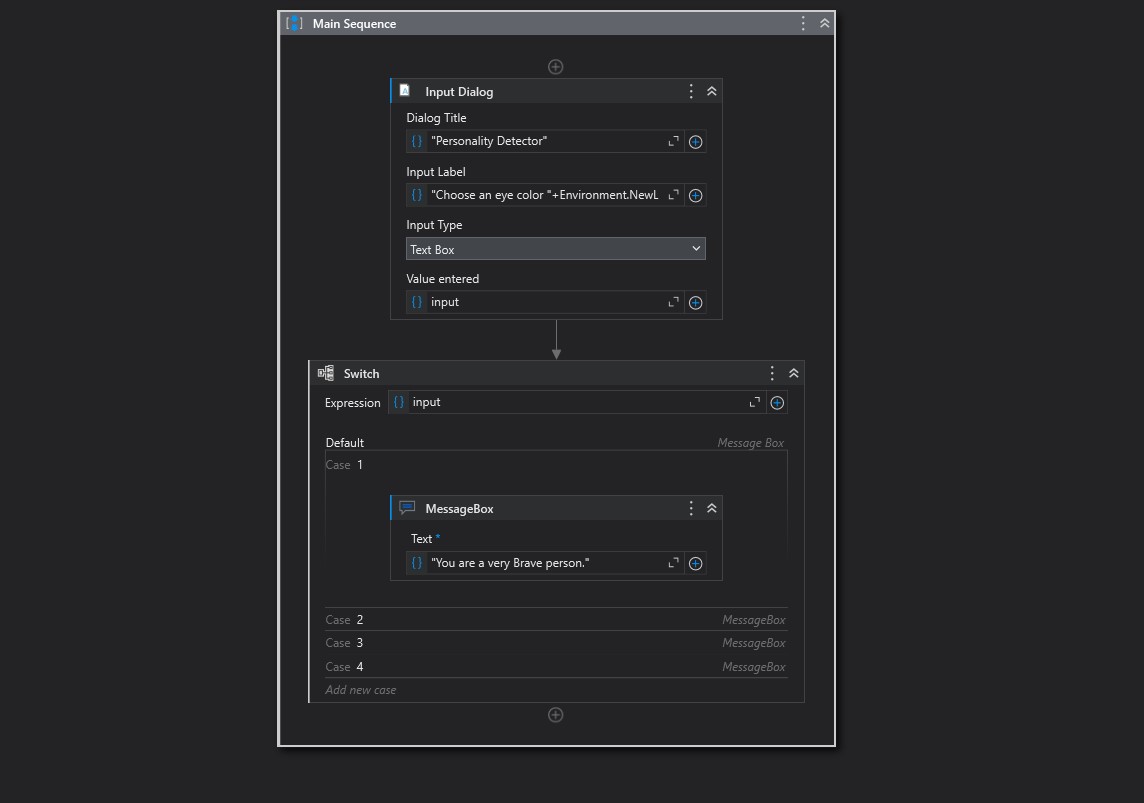 Main Sequence
Input Dialog
Dialog Title
"Personality Detector"
Input Label
"Choose an eye color "+Environment.NewL
Input Type
Text Box
Value entered
input
Switch
Expression input
Default Message Box
Case 1
MessageBox
Text *
"You are a very Brave person."
Case 2 MessageBox
Case 3 MessageBox
Case 4 MessageBox
Add new case